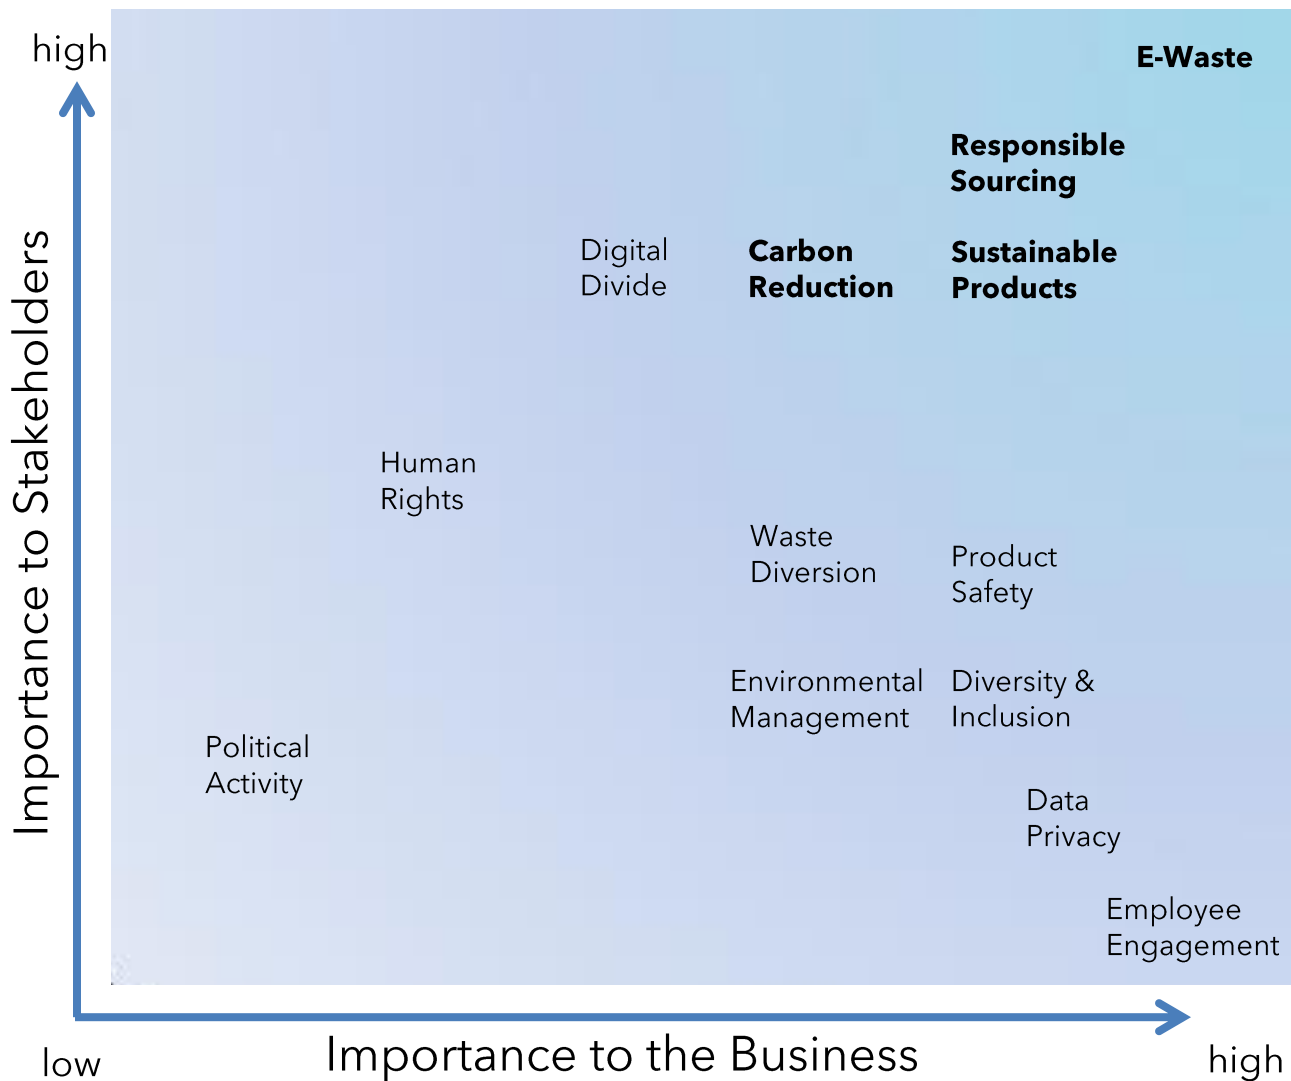 high
E-Waste
Responsible
Sourcing
Digital
Divide
Carbon
Reduction
Sustainable
Products
Importance to Stakeholders
Human
Rights
Waste
Diversion
Product
Safety
Environmental
Management
Diversity &
Inclusion
Political
Activity
Data
Privacy
Employee
Engagement
low
Importance to the Business
high